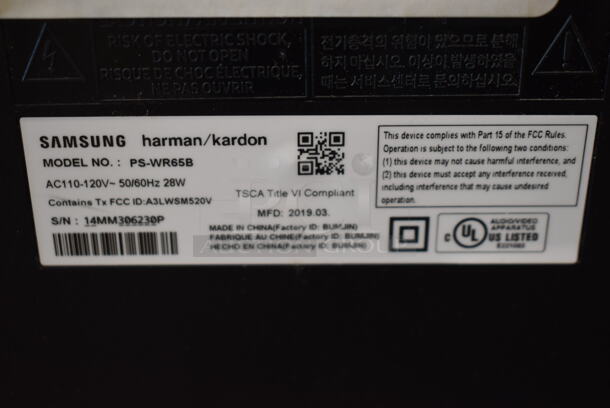 RISK OF ELECTRIC SHOCK,
DO NOT OPEN
RISQUE DE CHOC ÉLECTRIQUE,
NE PAS OUVRIR
전기충격의 위험이 있으므로 분해
하지 마십시오. 이상이 발생하였을
때는 서비스센터로 문의하십시오.
SAMSUNG harman/kardon
MODEL NO. : PS-WR65B
AC110-120V~ 50/60Hz 28W
Contains Tx FCC ID:A3LWSM520V
S/N : 14MM306230P
TSCA Title VI Compliant
MFD: 2019.03.
MADE IN CHINA(Factory ID: BUMJIN)
FABRIQUE AU CHINE(Factory ID: BUMJIN)
HECHO EN CHINA(Factory ID: BUMJIN)
This device complies with Part 15 of the FCC Rules.
Operation is subject to the following two conditions:
(1) this device may not cause harmful interference, and
(2) this device must accept any interference received,
including interference that may cause undesired
operation.
AUDIO/VIDEO
APPARATUS
C UL US LISTED